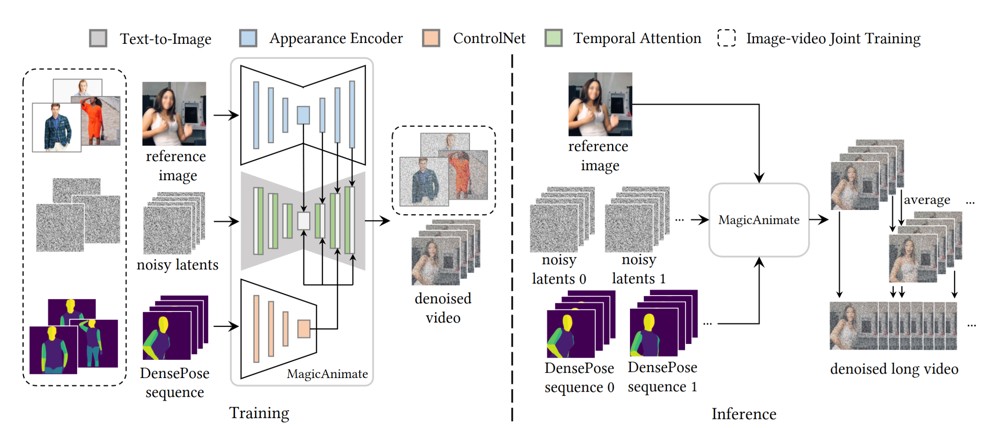 Text-to-Image
Appearance Encoder
ControlNet
Temporal Attention
Image-video Joint Training
reference
image
noisy latents
DensePose
sequence
MagicAnimate
denoised
video
Training
reference
image
noisy
latents 0
noisy
latents 1
...
DensePose
sequence 0
DensePose
sequence 1
...
MagicAnimate
average
...
...
denoised long video
Inference